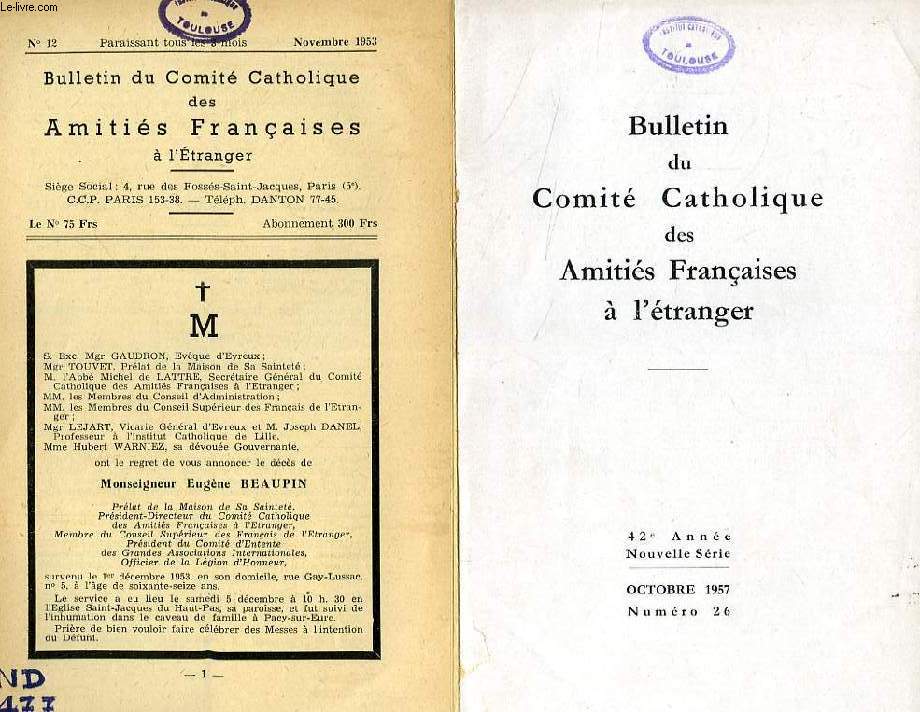 Le-livre.com
TOULOUSE
N° 12 Paraissant tous les 3 mois Novembre 1953
Bulletin du Comité Catholique
des
Amitiés Françaises
à l'Étranger
Siège Social : 4, rue des Fossés-Saint-Jacques, Paris (5e).
C.C.P. PARIS 153-38. — Téléph. DANTON 77-45.
Le N° 75 Frs Abonnement 300 Frs
†
M
S. Exc Mgr GAUDRON, Evêque d'Evreux ;
Mgr TOUVET, Prélat de la Maison de Sa Sainteté ;
M. l'Abbé Michel de LATTRE, Secrétaire Général du Comité
Catholique des Amitiés Françaises à l'Etranger ;
MM. les Membres du Conseil d'Administration ;
MM. les Membres du Conseil Supérieur des Français de l'Etran-
ger ;
Mgr LEJART, Vicaire Général d'Evreux et M. Joseph DANEL,
Professeur à l'Institut Catholique de Lille,
Mme Hubert WARNEZ, sa dévouée Gouvernante,
ont le regret de vous annoncer le décès de
Monseigneur Eugène BEAUPIN
Prélat de la Maison de Sa Sainteté,
Président-Directeur du Comité Catholique
des Amitiés Françaises à l'Etranger,
Membre du Conseil Supérieur des Français de l'Etranger,
Président du Comité d'Entente
des Grandes Associations Internationales,
Officier de la Légion d'Honneur,
survenu le 1er décembre 1953 en son domicile, rue Gay-Lussac,
n° 5, à l'âge de soixante-seize ans.
Le service a eu lieu le samedi 5 décembre à 10 h. 30 en
l'Eglise Saint-Jacques du Haut-Pas, sa paroisse, et fut suivi de
l'inhumation dans le caveau de famille à Pacy-sur-Eure.
Prière de bien vouloir faire célébrer des Messes à l'intention
du Défunt.
— 1 —
ND
477
INSTITUT CATHOLIQUE
DE
TOULOUSE
Bulletin
du
Comité Catholique
des
Amitiés Françaises
à l'étranger
42e Année
Nouvelle Série
OCTOBRE 1957
Numéro 26